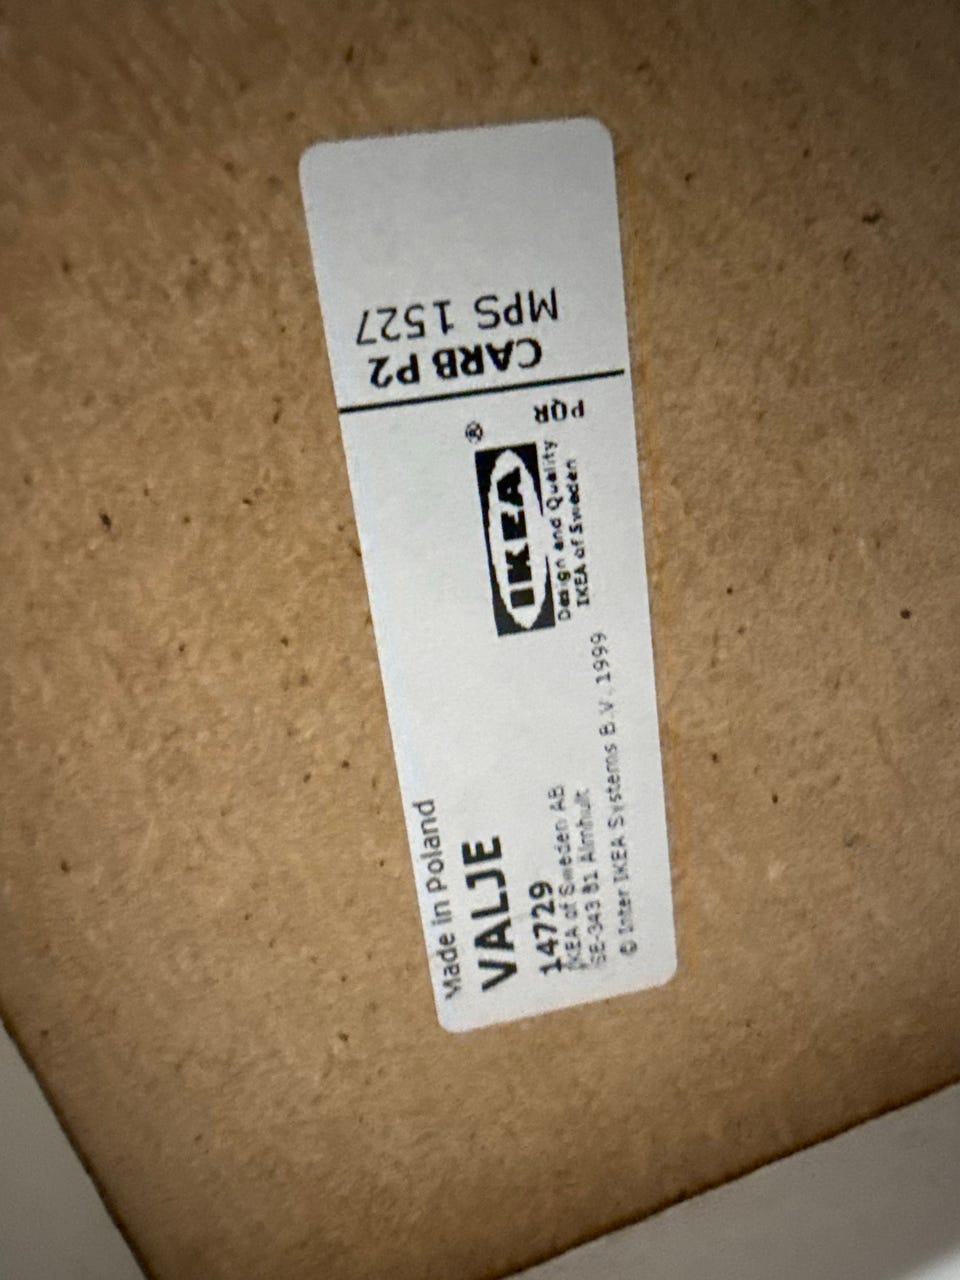 Made in Poland
VALJE
14729
IKEA of Sweden AB
SE-343 81 Älmhult
© Inter IKEA Systems B.V. 1999
IKEA®
Design and Quality
IKEA of Sweden
POR
CARB P2
MPS 1527